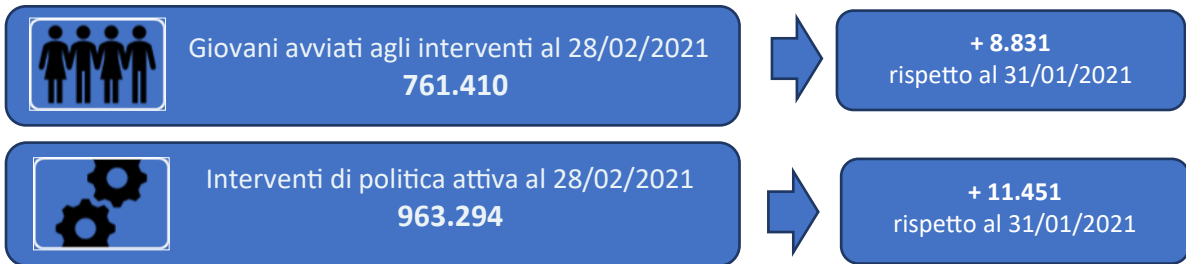 Giovani avviati agli interventi al 28/02/2021
761.410
+ 8.831
rispetto al 31/01/2021
Interventi di politica attiva al 28/02/2021
963.294
+ 11.451
rispetto al 31/01/2021